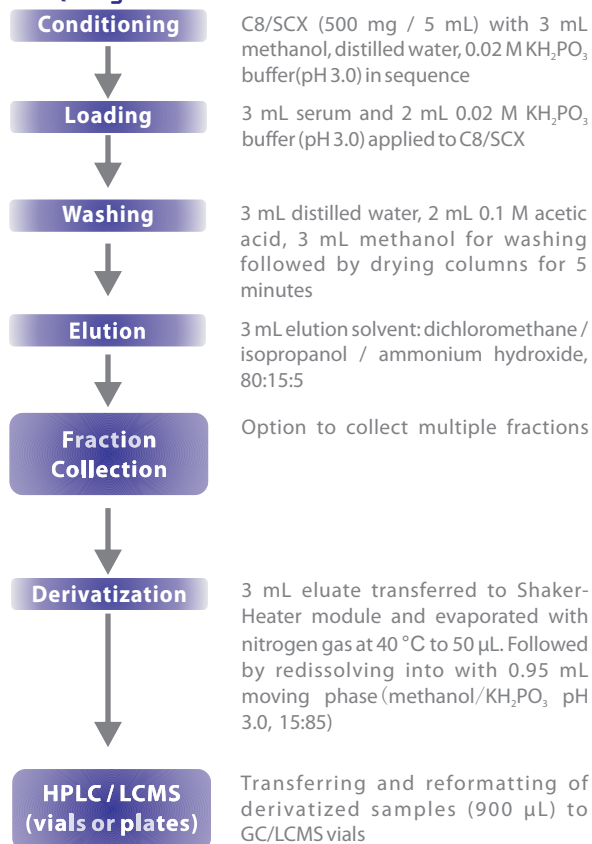 Conditioning
C8/SCX (500 mg / 5 mL) with 3 mL
methanol, distilled water, 0.02 M KH₂PO₃
buffer(pH 3.0) in sequence
Loading
3 mL serum and 2 mL 0.02 M KH₂PO₃
buffer (pH 3.0) applied to C8/SCX
Washing
3 mL distilled water, 2 mL 0.1 M acetic
acid, 3 mL methanol for washing
followed by drying columns for 5
minutes
Elution
3 mL elution solvent: dichloromethane /
isopropanol / ammonium hydroxide,
80:15:5
Fraction
Collection
Option to collect multiple fractions
Derivatization
3 mL eluate transferred to Shaker-
Heater module and evaporated with
nitrogen gas at 40 °C to 50 µL. Followed
by redissolving into with 0.95 mL
moving phase (methanol/KH₂PO₃ pH
3.0, 15:85)
HPLC / LCMS
(vials or plates)
Transferring and reformatting of
derivatized samples (900 µL) to
GC/LCMS vials